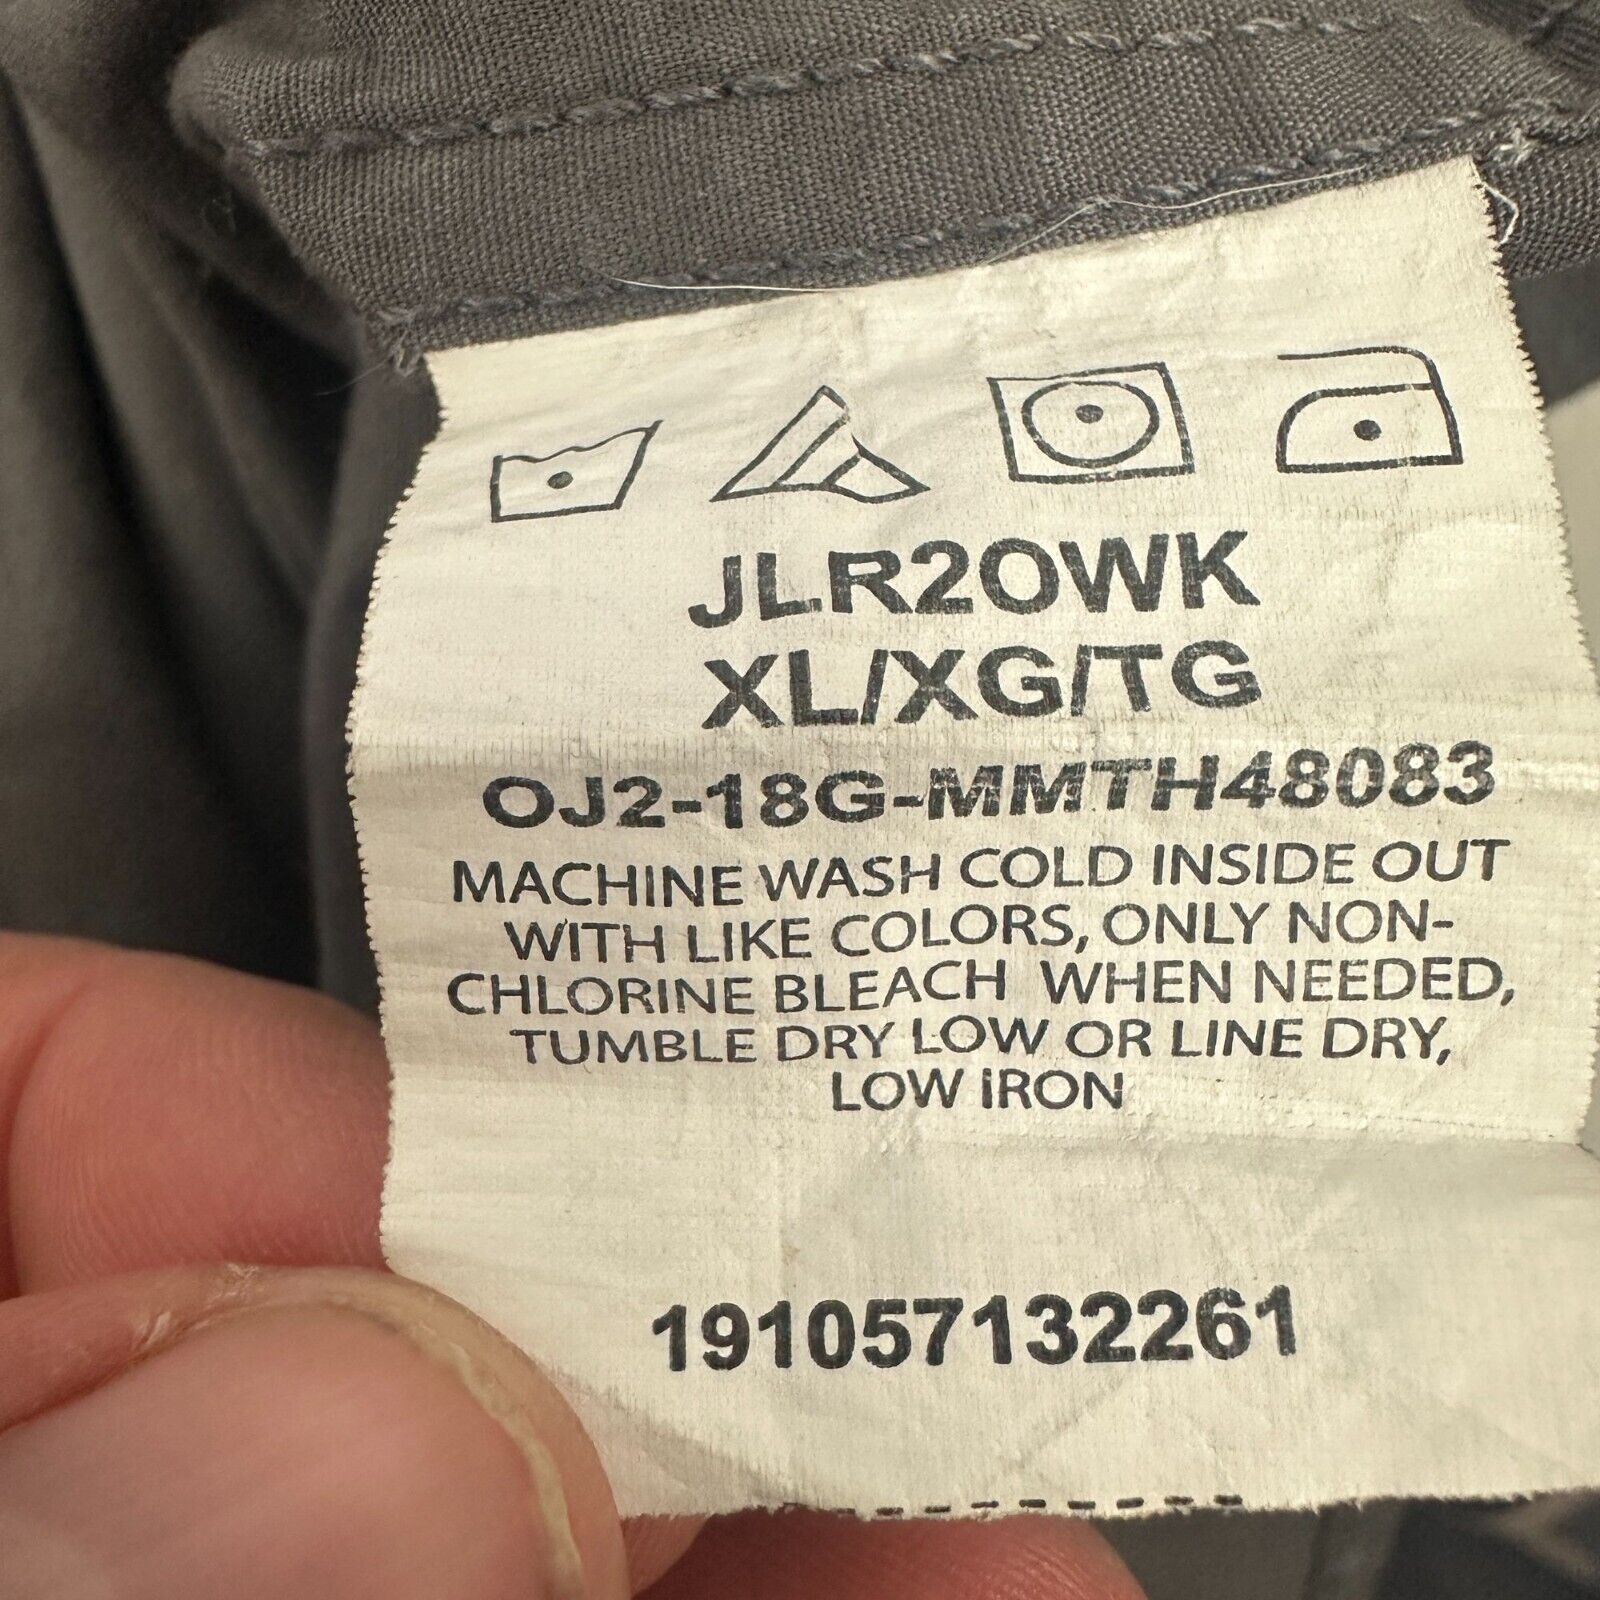 JLR2OWK
XL/XG/TG
OJ2-18G-MMTH48083
MACHINE WASH COLD INSIDE OUT
WITH LIKE COLORS, ONLY NON-
CHLORINE BLEACH WHEN NEEDED,
TUMBLE DRY LOW OR LINE DRY,
LOW IRON
191057132261